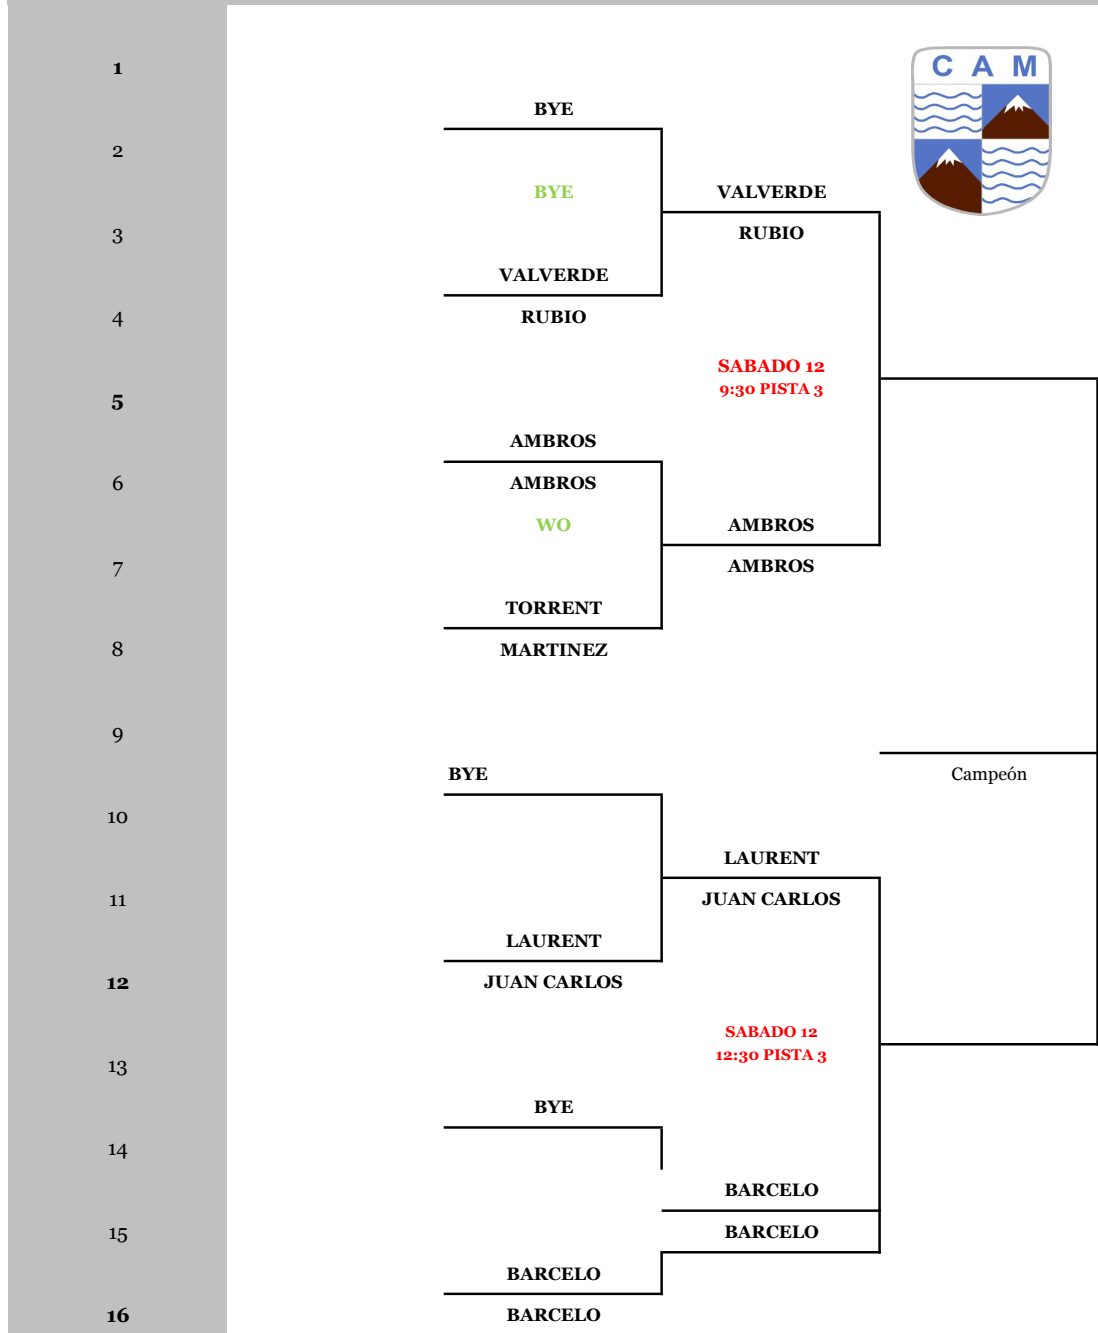 1
C A M
BYE
2
BYE
VALVERDE
3
RUBIO
VALVERDE
4
RUBIO
SABADO 12
9:30 PISTA 3
5
AMBROS
6
AMBROS
WO
AMBROS
7
AMBROS
TORRENT
8
MARTINEZ
9
BYE
Campeón
10
LAURENT
11
JUAN CARLOS
LAURENT
12
JUAN CARLOS
SABADO 12
12:30 PISTA 3
13
BYE
14
BARCELO
15
BARCELO
BARCELO
16
BARCELO